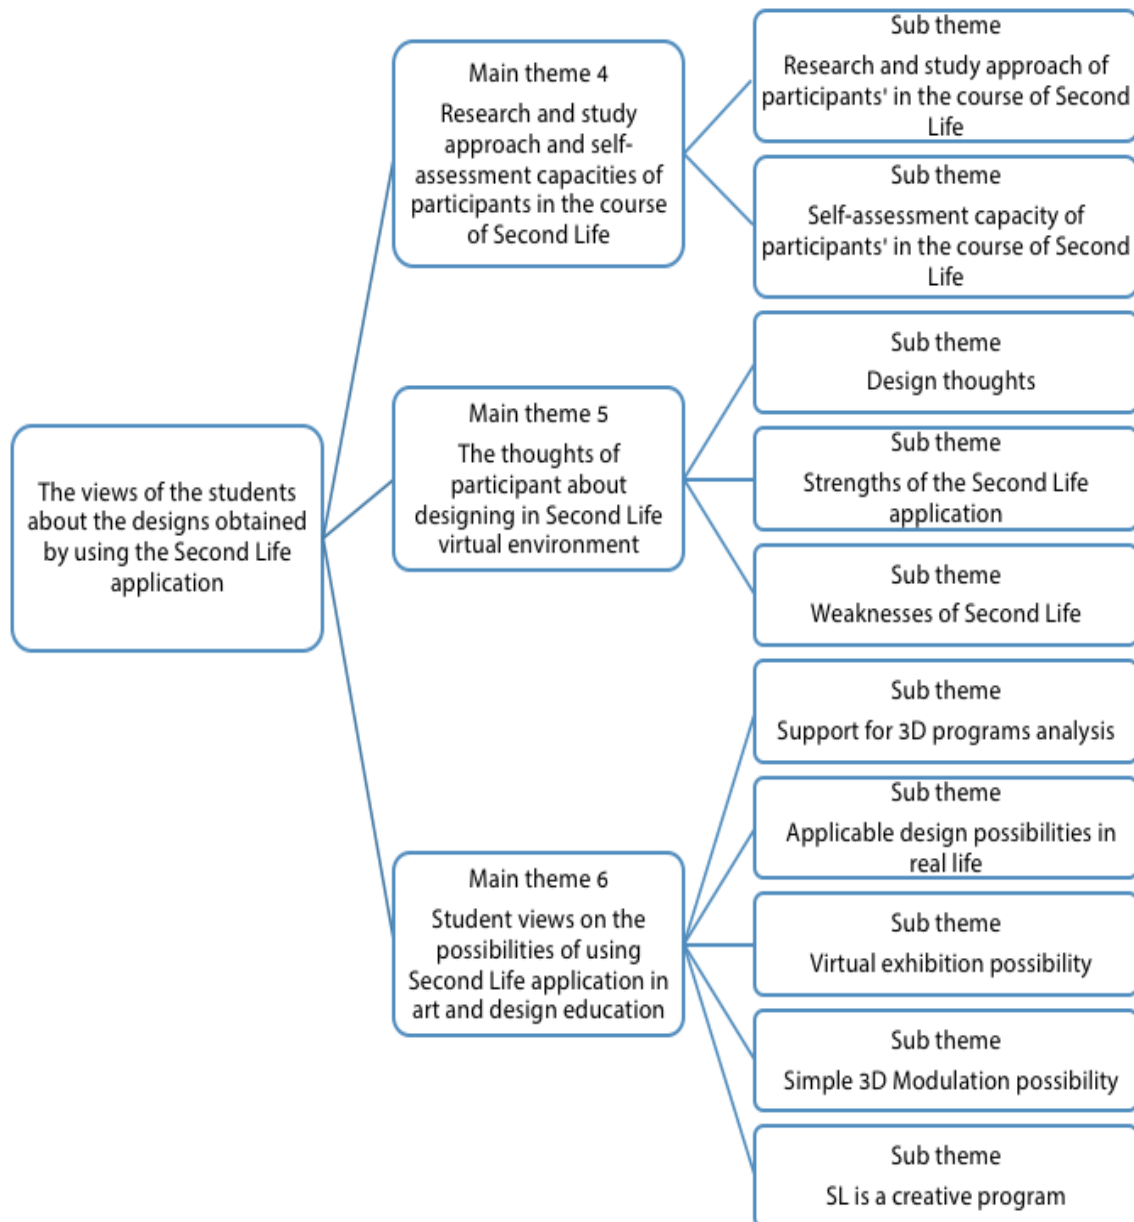 The views of the students
about the designs obtained
by using the Second Life
application
Main theme 4
Research and study
approach and self-
assessment capacities of
participants in the course
of Second Life
Sub theme
Research and study approach of
participants' in the course of Second
Life
Sub theme
Self-assessment capacity of
participants' in the course of Second
Life
Main theme 5
The thoughts of
participant about
designing in Second Life
virtual environment
Sub theme
Design thoughts
Sub theme
Strengths of the Second Life
application
Sub theme
Weaknesses of Second Life
Main theme 6
Student views on the
possibilities of using
Second Life application in
art and design education
Sub theme
Support for 3D programs analysis
Sub theme
Applicable design possibilities in
real life
Sub theme
Virtual exhibition possibility
Sub theme
Simple 3D Modulation possibility
Sub theme
SL is a creative program